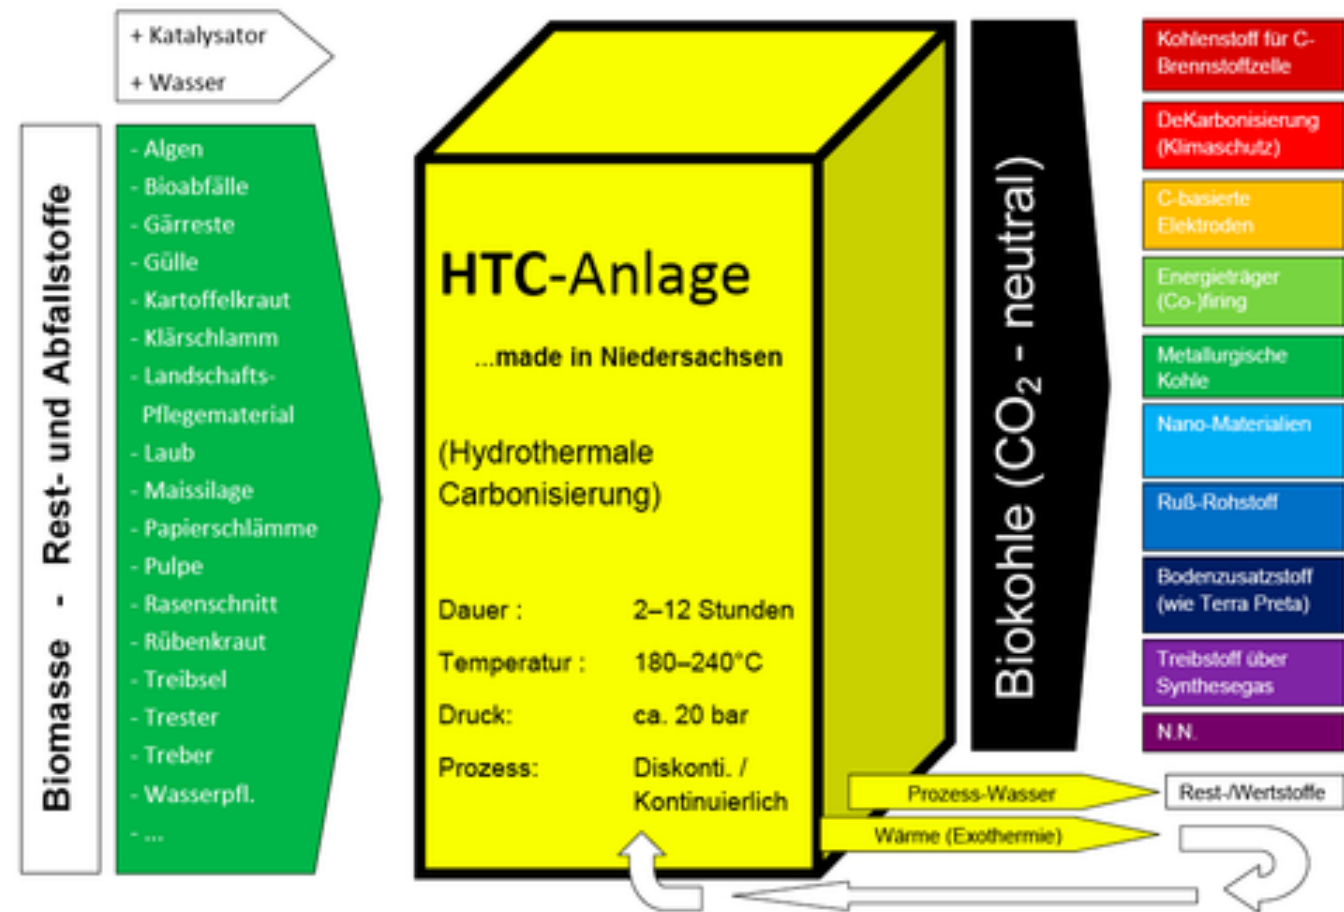 + Katalysator
+ Wasser
Biomasse - Rest- und Abfallstoffe
- Algen
- Bioabfälle
- Gärreste
- Gülle
- Kartoffelkraut
- Klärschlamm
- Landschafts-
Pflegematerial
- Laub
- Maissilage
- Papierschlämme
- Pulpe
- Rasenschnitt
- Rübenkraut
- Treibsel
- Trester
- Treber
- Wasserpfl.
- ...
HTC-Anlage
...made in Niedersachsen
(Hydrothermale
Carbonisierung)
Dauer : 2–12 Stunden
Temperatur : 180–240°C
Druck: ca. 20 bar
Prozess: Diskonti. /
Kontinuierlich
Biokohle (CO₂ - neutral)
Kohlenstoff für C-
Brennstoffzelle
DeKarbonisierung
(Klimaschutz)
C-basierte
Elektroden
Energieträger
(Co-)firing
Metallurgische
Kohle
Nano-Materialien
Ruß-Rohstoff
Bodenzusatzstoff
(wie Terra Preta)
Treibstoff über
Synthesegas
N.N.
Prozess-Wasser
Rest-/Wertstoffe
Wärme (Exothermie)